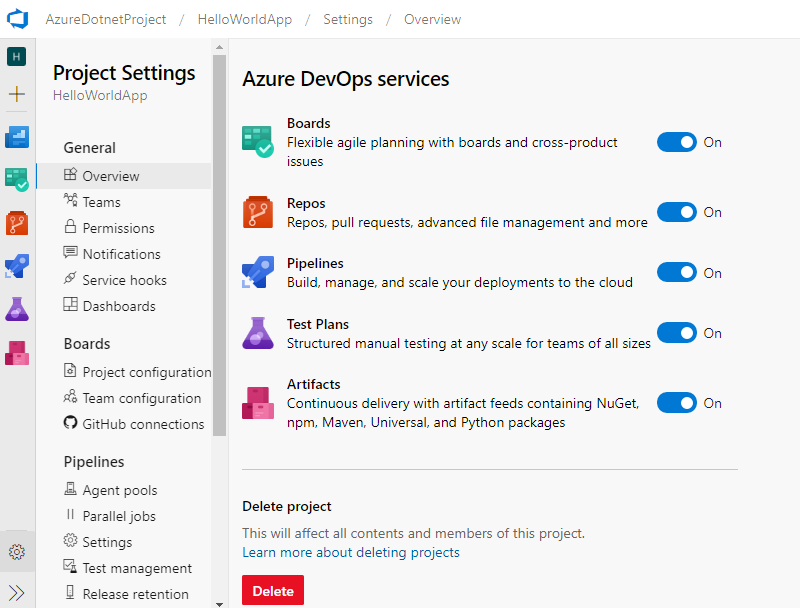 AzureDotnetProject / HelloWorldApp / Settings / Overview
H
Project Settings
HelloWorldApp
General
Overview
Teams
Permissions
Notifications
Service hooks
Dashboards
Boards
Project configuration
Team configuration
GitHub connections
Pipelines
Agent pools
Parallel jobs
Settings
Test management
Release retention
Azure DevOps services
Boards
Flexible agile planning with boards and cross-product
issues
On
Repos
Repos, pull requests, advanced file management and more
On
Pipelines
Build, manage, and scale your deployments to the cloud
On
Test Plans
Structured manual testing at any scale for teams of all sizes
On
Artifacts
Continuous delivery with artifact feeds containing NuGet,
npm, Maven, Universal, and Python packages
On
Delete project
This will affect all contents and members of this project.
Learn more about deleting projects
Delete